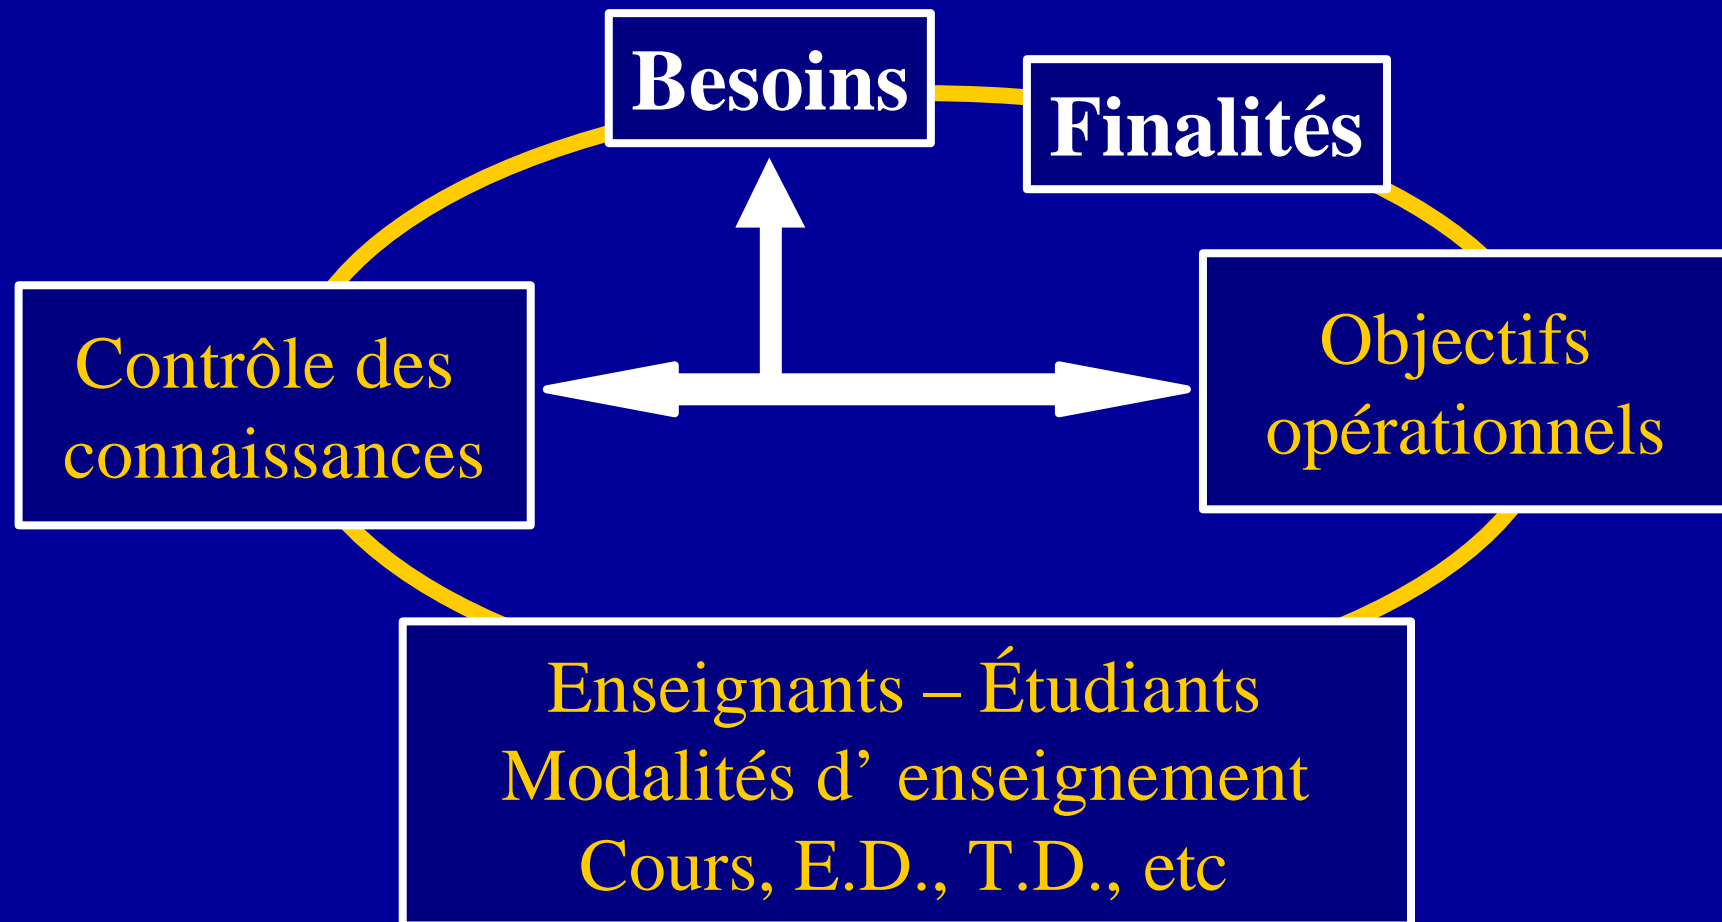 Besoins
Finalités
Contrôle des
connaissances
Objectifs
opérationnels
Enseignants – Étudiants
Modalités d’ enseignement
Cours, E.D., T.D., etc